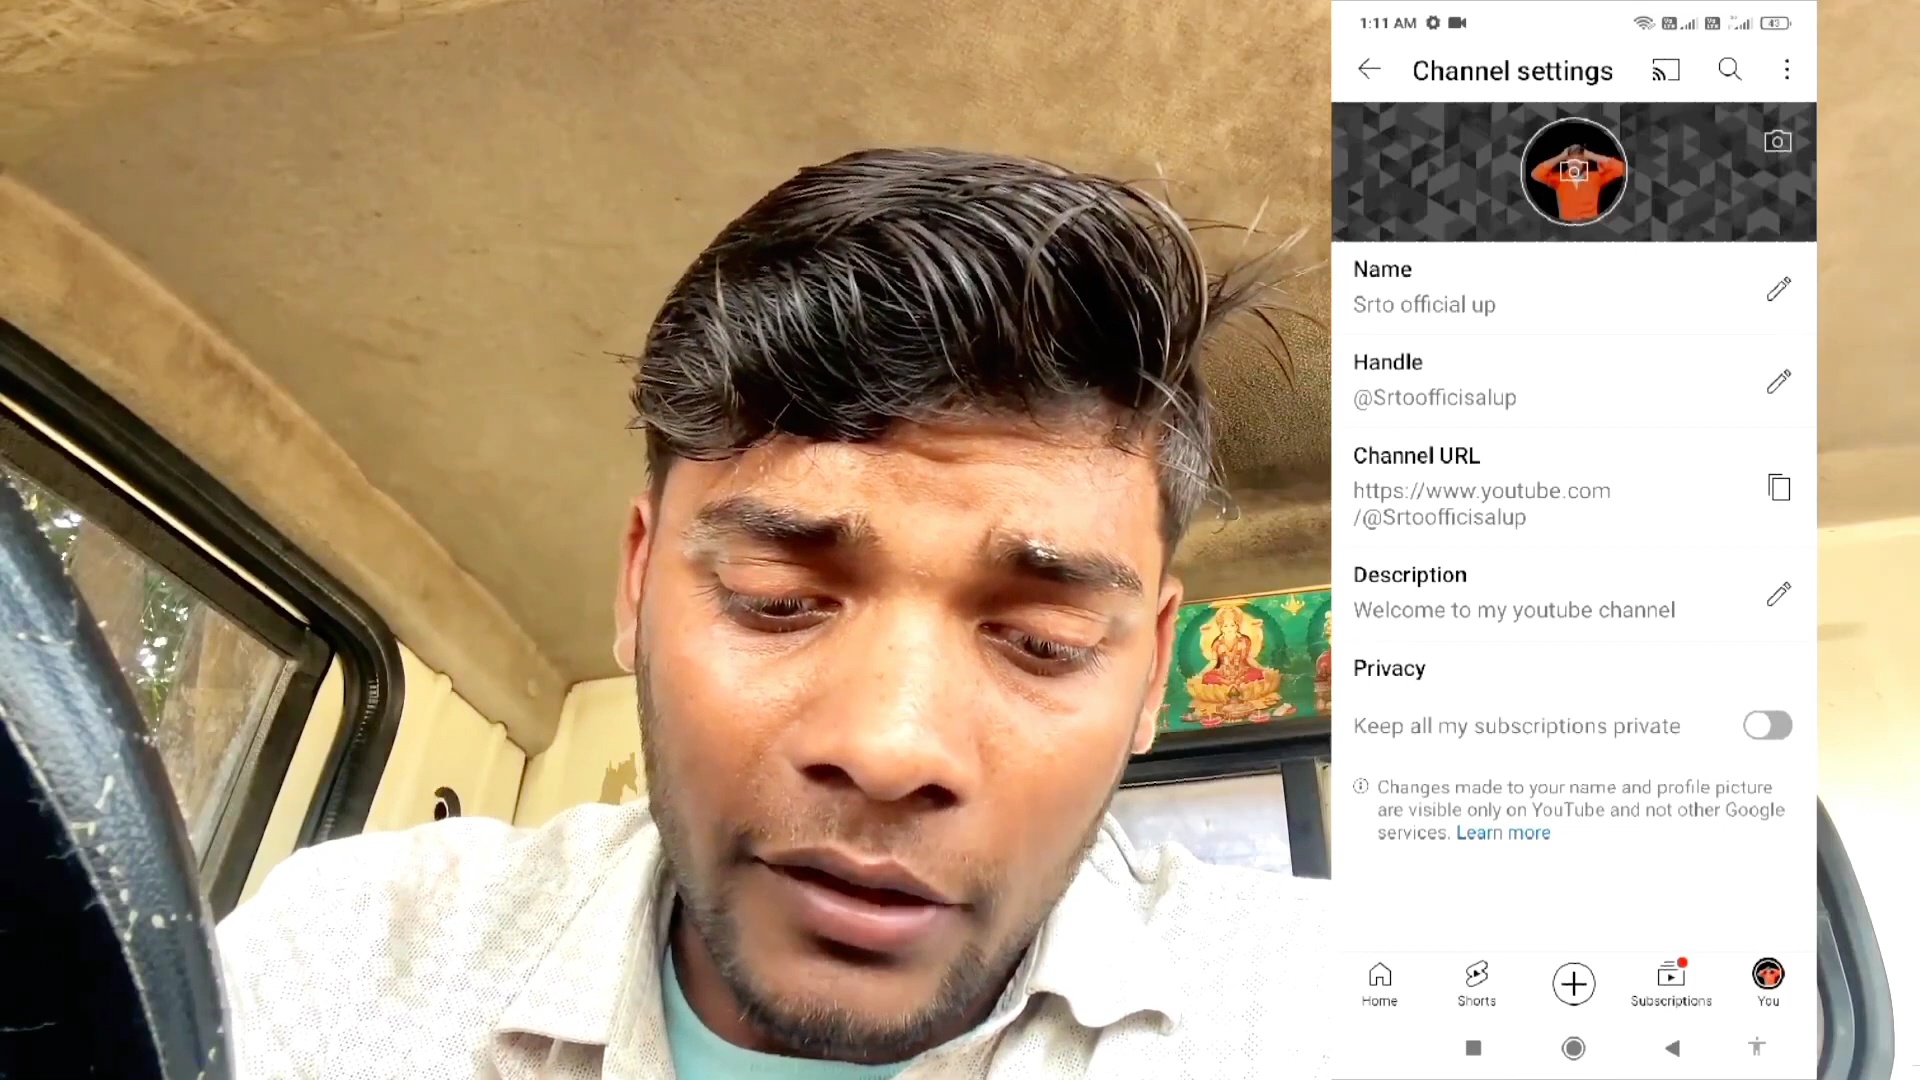 1:11 AM
43
Channel settings
Name
Srto official up
Handle
@Srtoofficisalup
Channel URL
https://www.youtube.com
/@Srtoofficisalup
Description
Welcome to my youtube channel
Privacy
Keep all my subscriptions private
Changes made to your name and profile picture
are visible only on YouTube and not other Google
services. Learn more
Home
Shorts
Subscriptions
You